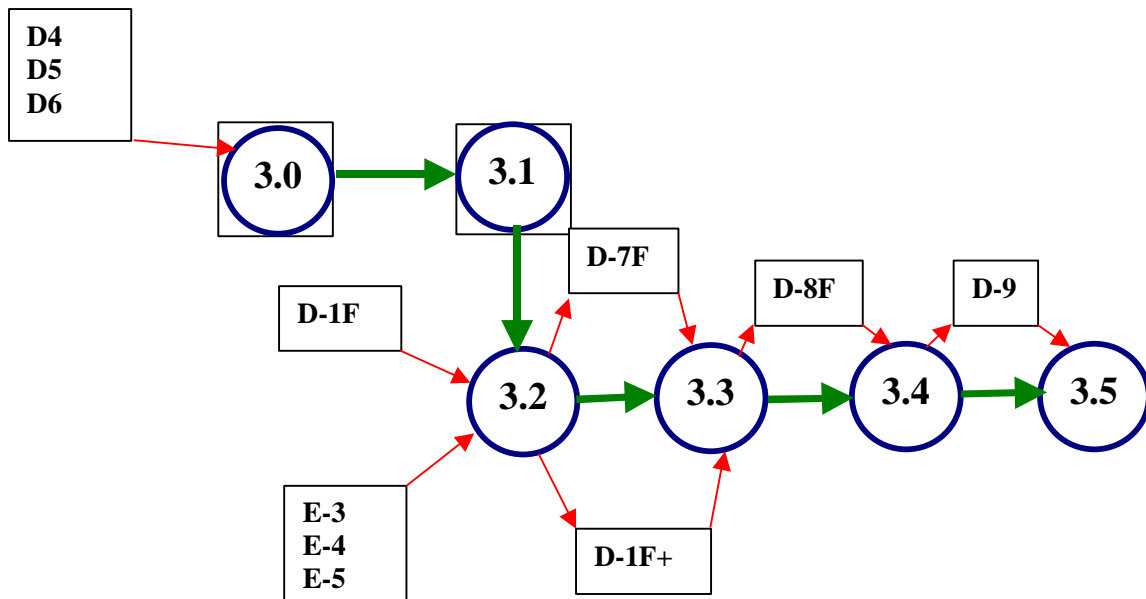 D4
D5
D6
3.0
3.1
D-7F
D-8F
D-9
D-1F
3.2
3.3
3.4
3.5
E-3
E-4
E-5
D-1F+